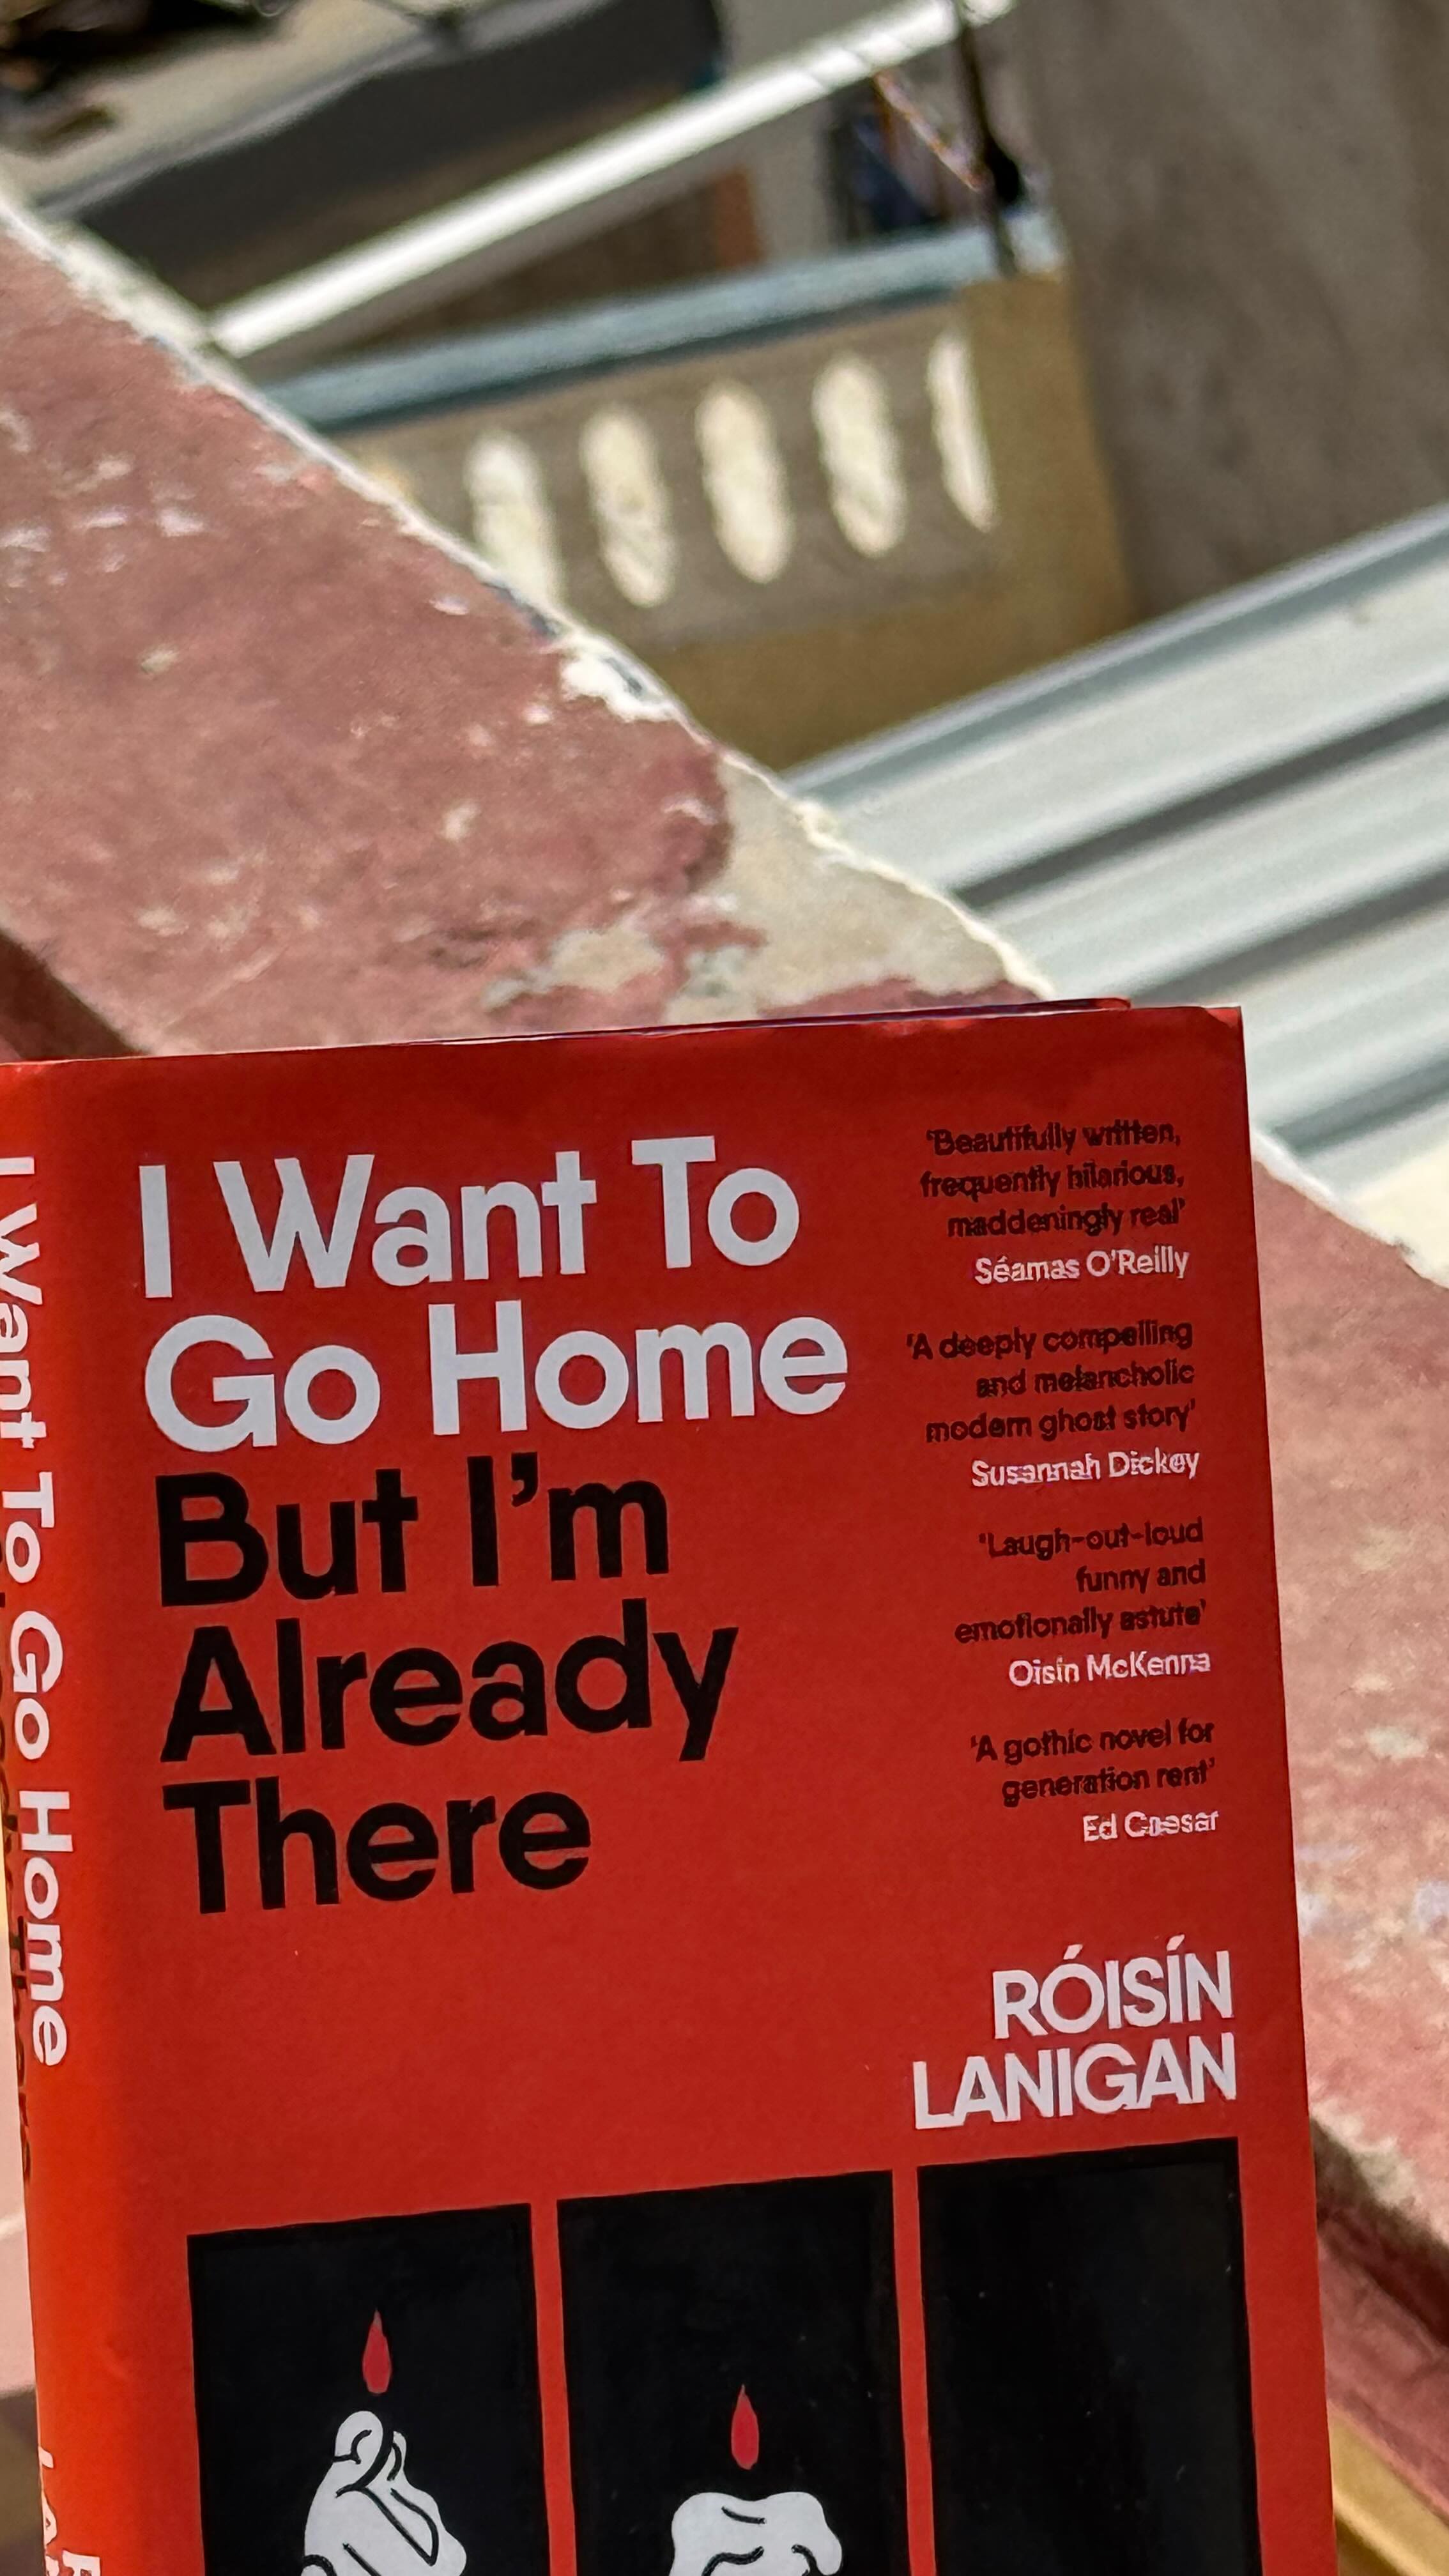 I Want To
Go Home
But I'm
Already
There
'Beautifully written,
frequently hilarious,
maddeningly real'
Séamas O'Reilly
'A deeply compelling
and melancholic
modern ghost story'
Susannah Dickey
'Laugh-out-loud
funny and
emotionally astute'
Oisín McKenna
'A gothic novel for
generation rent'
Ed Caesar
RÓISÍN
LANIGAN
I Want To Go Home